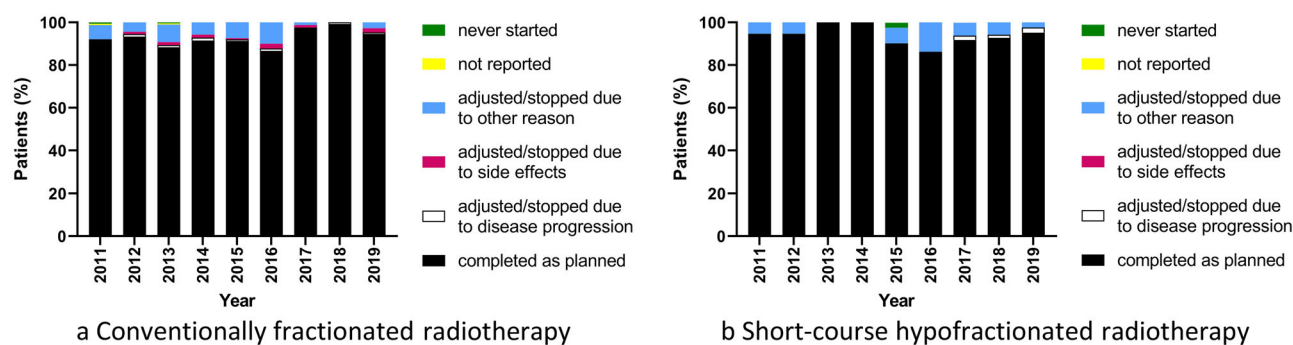 100
80
60
40
20
0
Patients (%)
2011
2012
2013
2014
2015
2016
2017
2018
2019
Year
never started
not reported
adjusted/stopped due
to other reason
adjusted/stopped due
to side effects
adjusted/stopped due
to disease progression
completed as planned
a Conventionally fractionated radiotherapy
100
80
60
40
20
0
Patients (%)
2011
2012
2013
2014
2015
2016
2017
2018
2019
Year
never started
not reported
adjusted/stopped due
to other reason
adjusted/stopped due
to side effects
adjusted/stopped due
to disease progression
completed as planned
b Short-course hypofractionated radiotherapy